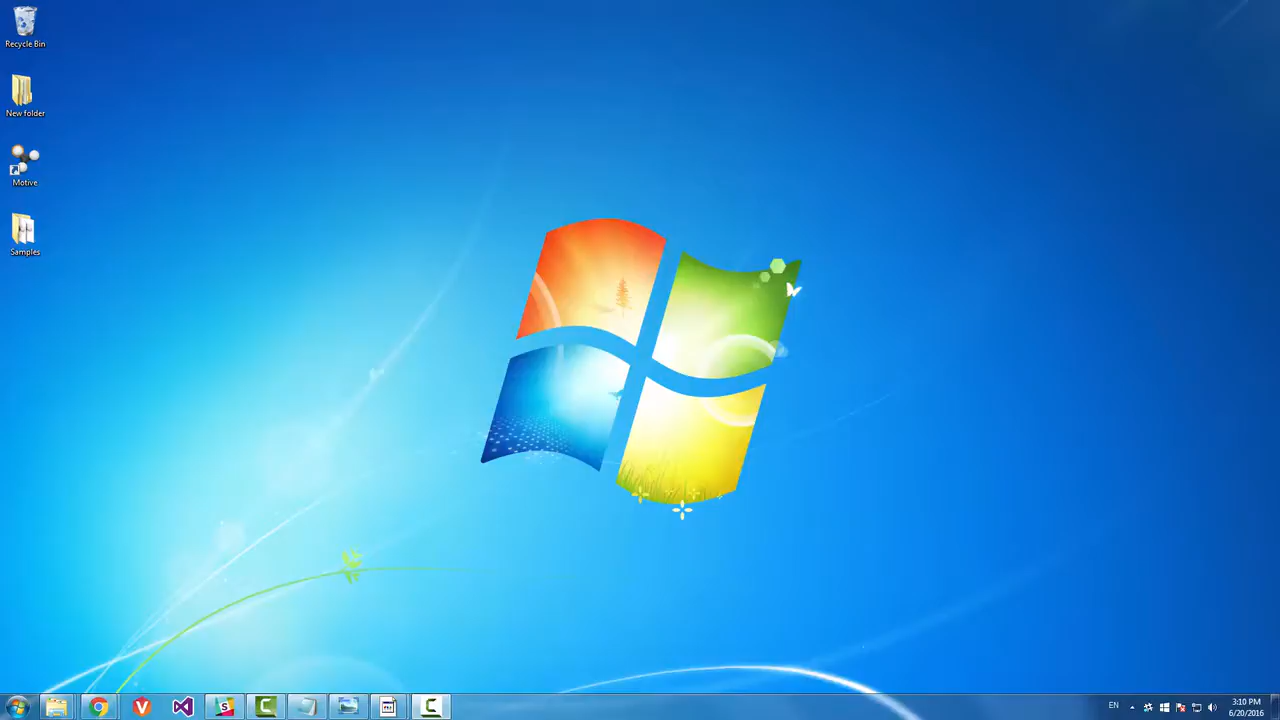 Recycle Bin
New folder
Motive
Samples
EN
3:10 PM
6/20/2016